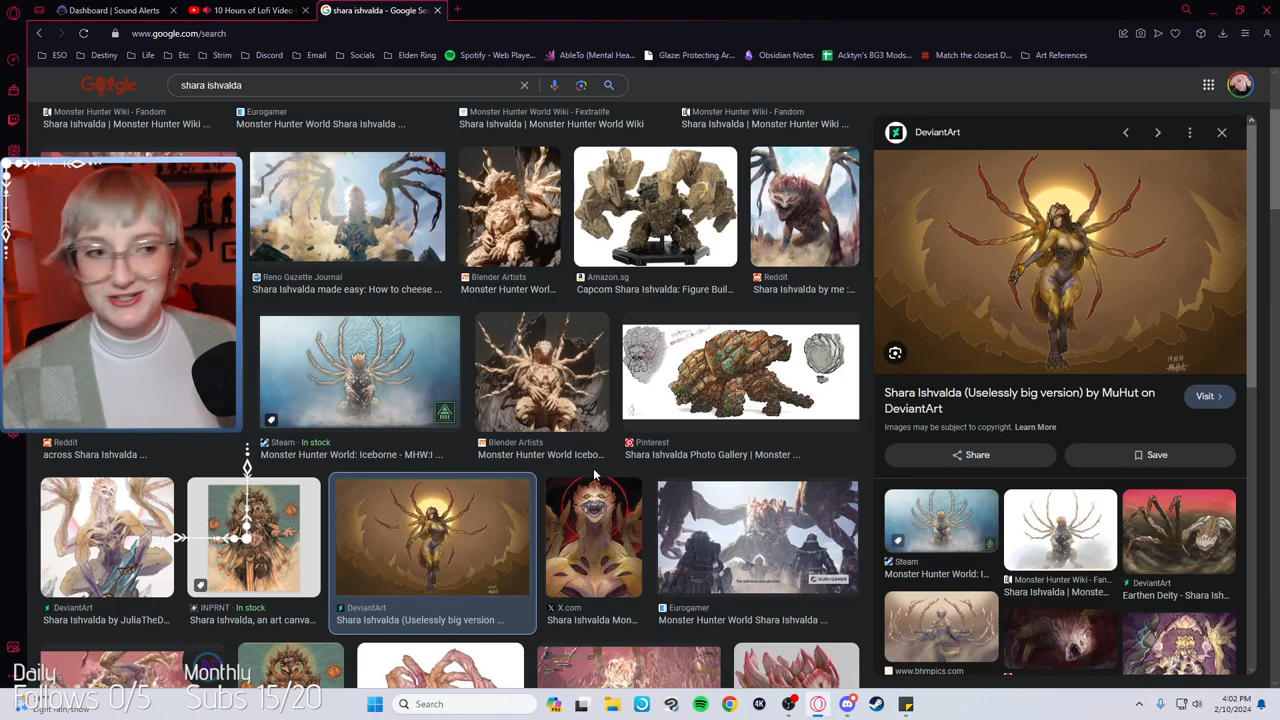 Dashboard | Sound Alerts
10 Hours of Lofi Video
shara ishvalda - Google Se
www.google.com/search
ESO
Destiny
Life
Etc
Strim
Discord
Email
Socials
Elden Ring
Spotify - Web Playe...
AbleTo (Mental Hea...
Glaze: Protecting Ar...
Obsidian Notes
Acktyn's BG3 Mods...
Match the closest D...
Art References
Google
shara ishvalda
Monster Hunter Wiki - Fandom
Shara Ishvalda | Monster Hunter Wiki ...
Eurogamer
Monster Hunter World Shara Ishvalda ...
Monster Hunter World Wiki - Fextralife
Shara Ishvalda | Monster Hunter World Wiki
Monster Hunter Wiki - Fandom
Shara Ishvalda | Monster Hunter Wiki ...
Reno Gazette Journal
Shara Ishvalda made easy: How to cheese ...
Blender Artists
Monster Hunter Worl...
Amazon.sg
Capcom Shara Ishvalda: Figure Buil...
Reddit
Shara Ishvalda by me :...
Reddit
across Shara Ishvalda ...
Steam · In stock
Monster Hunter World: Iceborne - MHW:I ...
Blender Artists
Monster Hunter World Icebo...
Pinterest
Shara Ishvalda Photo Gallery | Monster ...
DeviantArt
Shara Ishvalda by JuliaTheD...
INPRNT · In stock
Shara Ishvalda, an art canva...
DeviantArt
Shara Ishvalda (Uselessly big version ...
X.com
Shara Ishvalda Mon...
EUROGAMER
Eurogamer
Monster Hunter World Shara Ishvalda ...
DeviantArt
Shara Ishvalda (Uselessly big version) by MuHut on
DeviantArt
Visit
Images may be subject to copyright. Learn More
Share
Save
Steam
Monster Hunter World: I...
Monster Hunter Wiki - Fan...
Shara Ishvalda | Monste...
DeviantArt
Earthen Deity - Shara Ish...
www.bhmpics.com
Daily
Follows 0/5
Monthly
Subs 15/20
Light rain/snow
Search
4:02 PM
2/10/2024